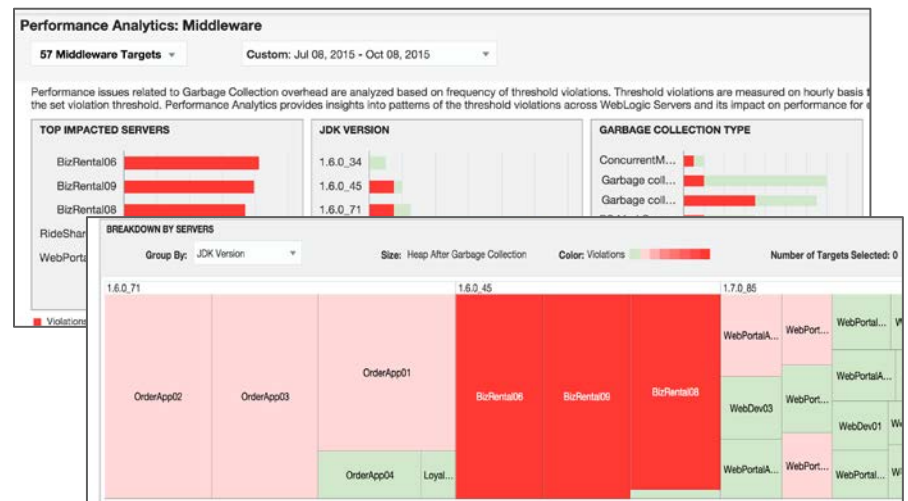 Performance Analytics: Middleware
57 Middleware Targets
Custom: Jul 08, 2015 - Oct 08, 2015
Performance issues related to Garbage Collection overhead are analyzed based on frequency of threshold violations. Threshold violations are measured on hourly basis
the set violation threshold. Performance Analytics provides insights into patterns of the threshold violations across WebLogic Servers and its impact on performance for
TOP IMPACTED SERVERS
BizRental06
BizRental09
BizRental08
RideShar
WebPorta
Violations
JDK VERSION
1.6.0_34
1.6.0_45
1.6.0_71
GARBAGE COLLECTION TYPE
ConcurrentM...
Garbage coll...
Garbage coll...
BREAKDOWN BY SERVERS
Group By: JDK Version
Size: Heap After Garbage Collection
Color: Violations
Number of Targets Selected: 0
1.6.0_71
OrderApp02
OrderApp03
OrderApp01
OrderApp04
Loyal...
1.6.0_45
BizRental06
BizRental09
BizRental08
1.7.0_85
WebPortalA...
WebPort...
WebPortal...
WebPortalA...
WebDev03
WebPort...
WebDev01
WebPortalA...
WebPort...
WebPortal...